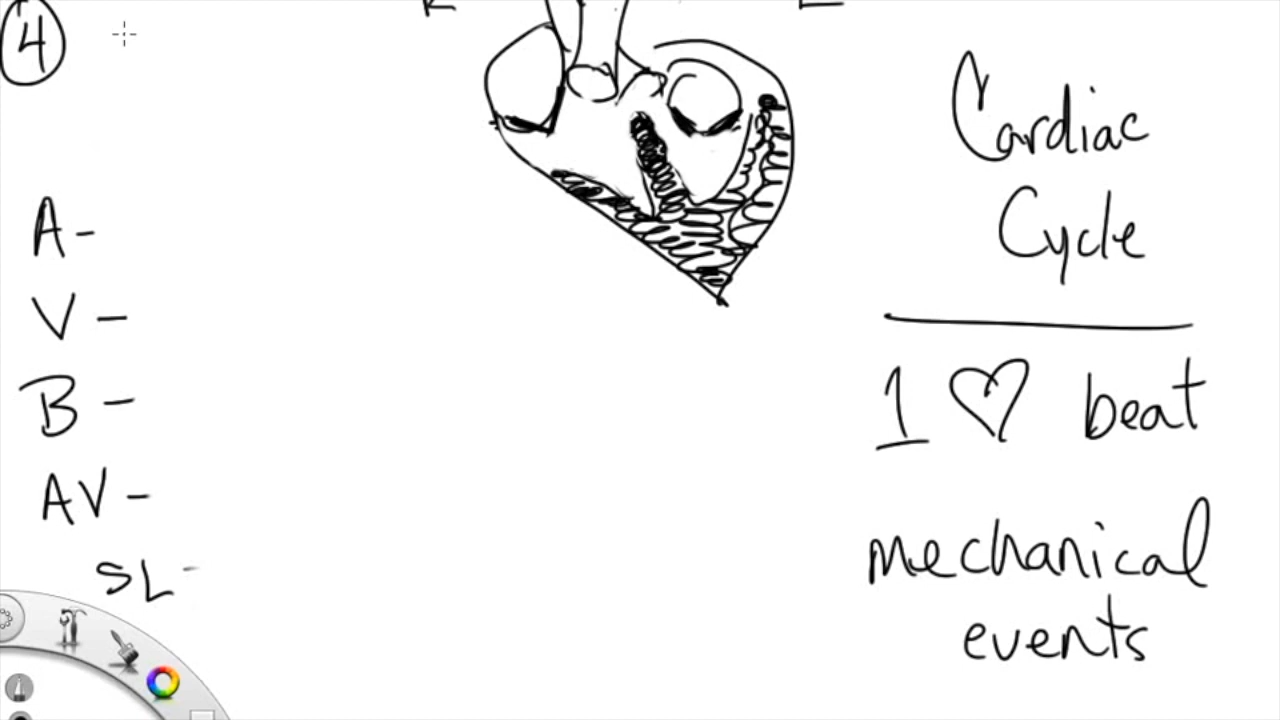 4
A -
V -
B -
AV -
SL -
Cardiac
Cycle
1 ♡ beat
mechanical
events